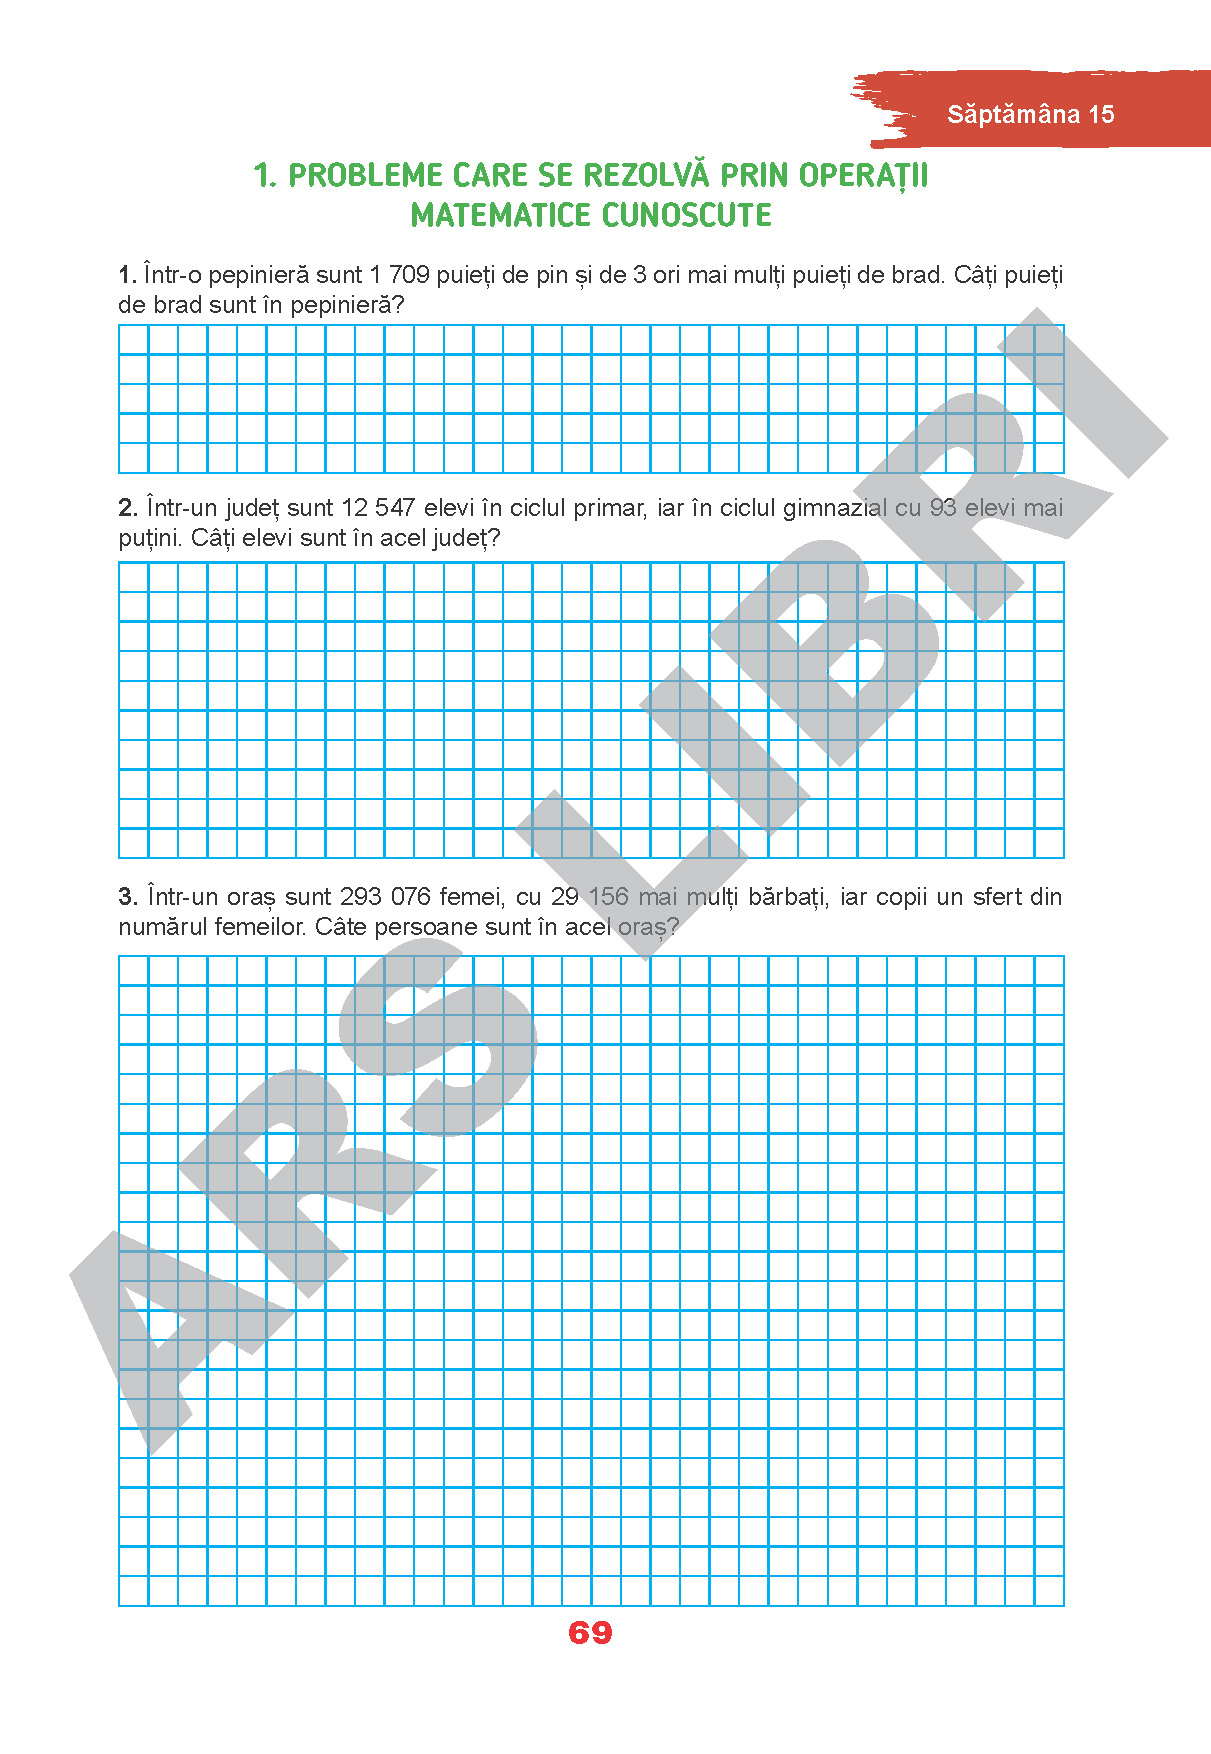 Săptămâna 15
1. PROBLEME CARE SE REZOLVĂ PRIN OPERAȚII
MATEMATICE CUNOSCUTE
1. Într-o pepinieră sunt 1 709 puieți de pin și de 3 ori mai mulți puieți de brad. Câți puieți
de brad sunt în pepinieră?
2. Într-un județ sunt 12 547 elevi în ciclul primar, iar în ciclul gimnazial cu 93 elevi mai
puțini. Câți elevi sunt în acel județ?
3. Într-un oraș sunt 293 076 femei, cu 29 156 mai mulți bărbați, iar copii un sfert din
numărul femeilor. Câte persoane sunt în acel oraș?
ARS LIBRI
69